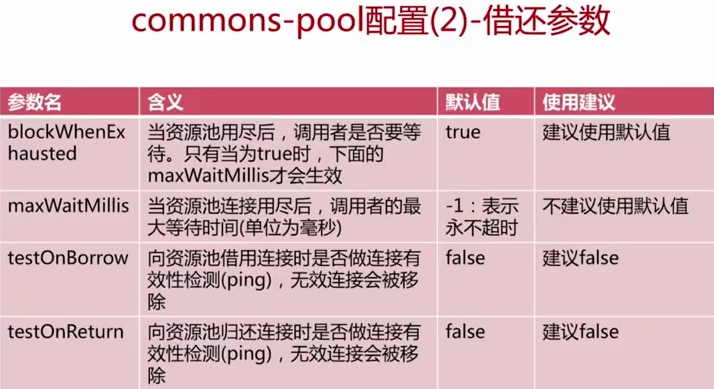 commons-pool配置(2)-借还参数
参数名 含义 默认值 使用建议
blockWhenEx
hausted
当资源池用尽后，调用者是否要等
待。只有当为true时，下面的
maxWaitMillis才会生效
true
建议使用默认值
maxWaitMillis
当资源池连接用尽后，调用者的最
大等待时间(单位为毫秒)
-1：表示
永不超时
不建议使用默认值
testOnBorrow
向资源池借用连接时是否做连接有
效性检测(ping)，无效连接会被移
除
false
建议false
testOnReturn
向资源池归还连接时是否做连接有
效性检测(ping)，无效连接会被移
除
false
建议false